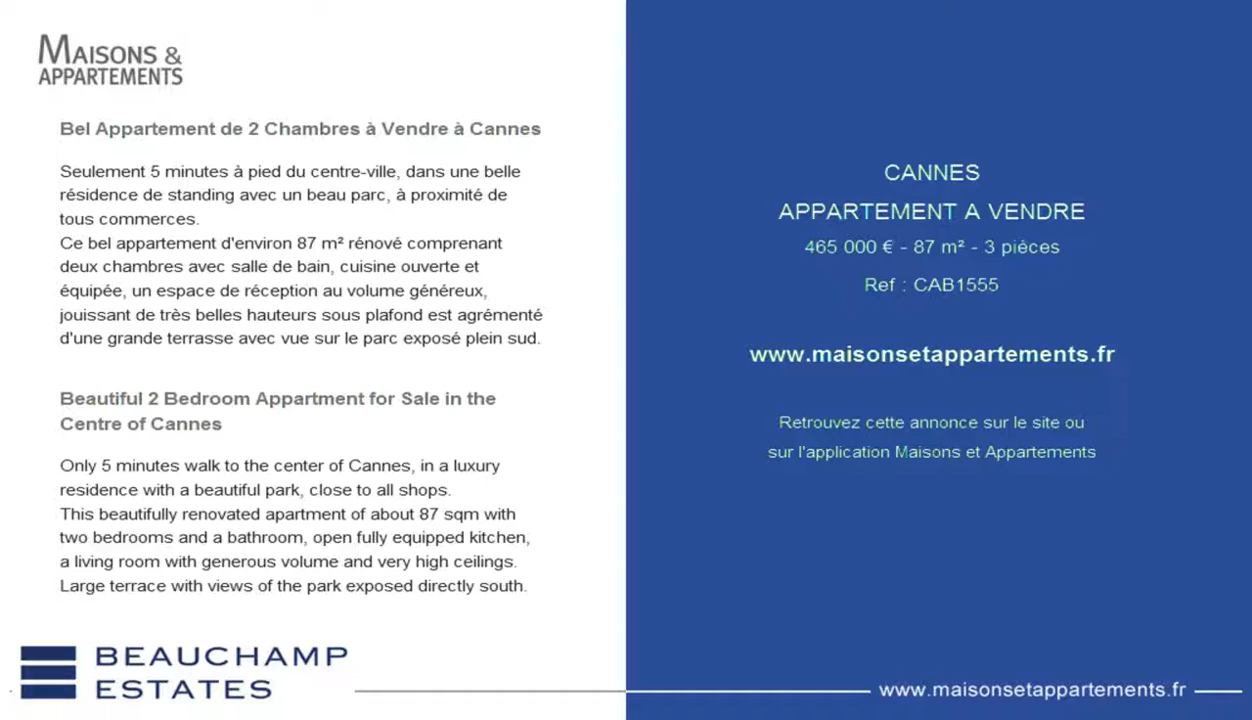 MAISONS &
APPARTEMENTS
Bel Appartement de 2 Chambres à Vendre à Cannes
Seulement 5 minutes à pied du centre-ville, dans une belle
résidence de standing avec un beau parc, à proximité de
tous commerces.
Ce bel appartement d'environ 87 m² rénové comprenant
deux chambres avec salle de bain, cuisine ouverte et
équipée, un espace de réception au volume généreux,
jouissant de très belles hauteurs sous plafond est agrémenté
d'une grande terrasse avec vue sur le parc exposé plein sud.
Beautiful 2 Bedroom Appartment for Sale in the
Centre of Cannes
Only 5 minutes walk to the center of Cannes, in a luxury
residence with a beautiful park, close to all shops.
This beautifully renovated apartment of about 87 sqm with
two bedrooms and a bathroom, open fully equipped kitchen,
a living room with generous volume and very high ceilings.
Large terrace with views of the park exposed directly south.
BEAUCHAMP
ESTATES
CANNES
APPARTEMENT A VENDRE
465 000 € - 87 m² - 3 pièces
Ref : CAB1555
www.maisonsetappartements.fr
Retrouvez cette annonce sur le site ou
sur l'application Maisons et Appartements
www.maisonsetappartements.fr